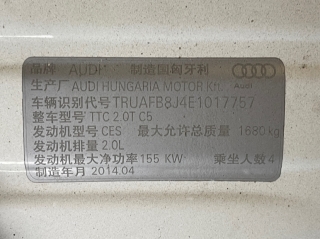 品牌 AUDI 制造国匈牙利
生产厂 AUDI HUNGARIA MOTOR Kft. Audi
车辆识别代号 TRUAFB8J4E1017757
整车型号 TTC 2.0T C5
发动机型号 CES 最大允许总质量 1680kg
发动机排量 2.0L
发动机最大净功率 155 KW 乘坐人数 4
制造年月 2014.04